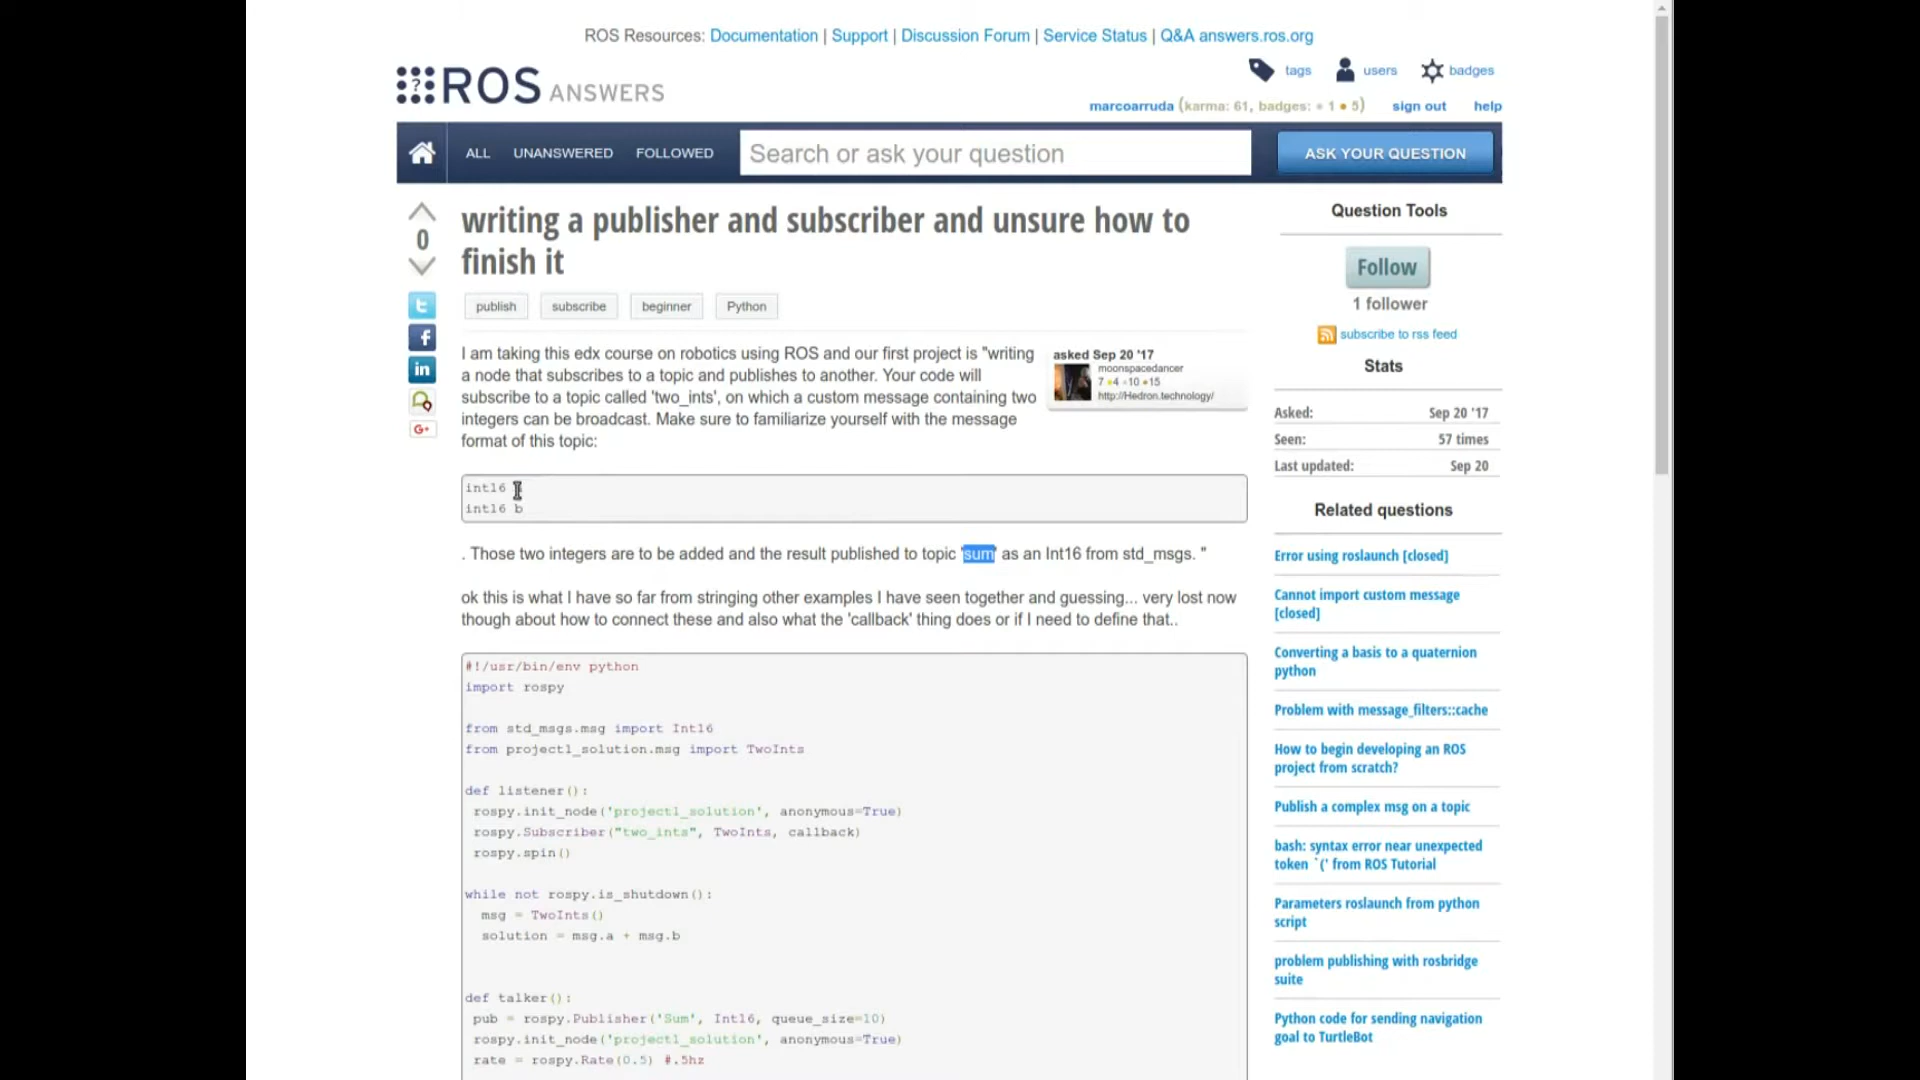 ROS Resources: Documentation | Support | Discussion Forum | Service Status | Q&A answers.ros.org
? ROS ANSWERS
tags users badges
marcoarruda (karma: 61, badges: ● 1 ● 5) sign out help
ALL UNANSWERED FOLLOWED Search or ask your question ASK YOUR QUESTION
0
writing a publisher and subscriber and unsure how to
finish it
publish subscribe beginner Python
t
f
in
G+
I am taking this edx course on robotics using ROS and our first project is "writing
a node that subscribes to a topic and publishes to another. Your code will
subscribe to a topic called 'two_ints', on which a custom message containing two
integers can be broadcast. Make sure to familiarize yourself with the message
format of this topic:
asked Sep 20 '17
moonspacedancer
7 ●4 ●10 ●15
http://Hedron.technology/
int16
int16 b
. Those two integers are to be added and the result published to topic 'sum' as an Int16 from std_msgs. "
ok this is what I have so far from stringing other examples I have seen together and guessing... very lost now
though about how to connect these and also what the 'callback' thing does or if I need to define that..
#!/usr/bin/env python
import rospy
from std_msgs.msg import Int16
from project1_solution.msg import TwoInts
def listener():
rospy.init_node('project1_solution', anonymous=True)
rospy.Subscriber("two_ints", TwoInts, callback)
rospy.spin()
while not rospy.is_shutdown():
msg = TwoInts()
solution = msg.a + msg.b
def talker():
pub = rospy.Publisher('Sum', Int16, queue_size=10)
rospy.init_node('project1_solution', anonymous=True)
rate = rospy.Rate(0.5) #.5hz
Question Tools
Follow
1 follower
subscribe to rss feed
Stats
Asked: Sep 20 '17
Seen: 57 times
Last updated: Sep 20
Related questions
Error using roslaunch [closed]
Cannot import custom message
[closed]
Converting a basis to a quaternion
python
Problem with message_filters::cache
How to begin developing an ROS
project from scratch?
Publish a complex msg on a topic
bash: syntax error near unexpected
token `(' from ROS Tutorial
Parameters roslaunch from python
script
problem publishing with rosbridge
suite
Python code for sending navigation
goal to TurtleBot